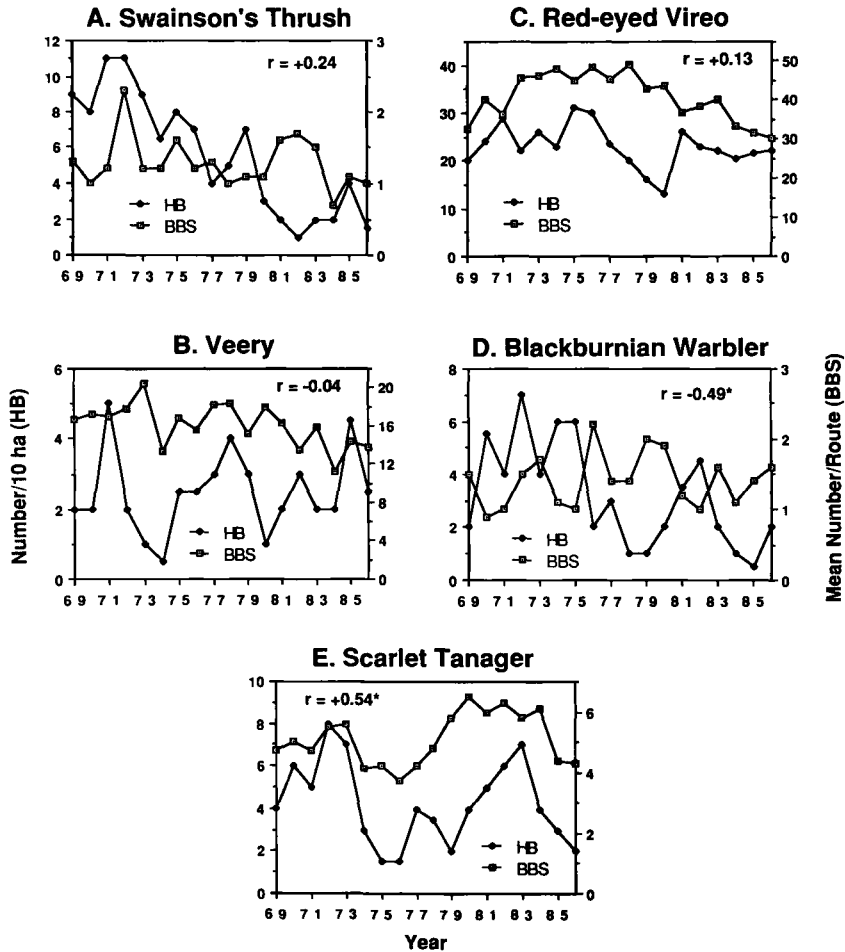 A. Swainson's Thrush
12
10
8
6
4
2
0
3
2
1
0
r = +0.24
HB
BBS
69 71 73 75 77 79 81 83 85
C. Red-eyed Vireo
40
30
20
10
0
50
40
30
20
10
0
r = +0.13
HB
BBS
69 71 73 75 77 79 81 83 85
B. Veery
6
4
2
0
20
16
12
8
4
0
r = -0.04
HB
BBS
69 71 73 75 77 79 81 83 85
Number/10 ha (HB)
D. Blackburnian Warbler
8
6
4
2
0
3
2
1
0
r = -0.49*
HB
BBS
69 71 73 75 77 79 81 83 85
Mean Number/Route (BBS)
E. Scarlet Tanager
10
8
6
4
2
0
6
4
2
0
r = +0.54*
HB
BBS
69 71 73 75 77 79 81 83 85
Year